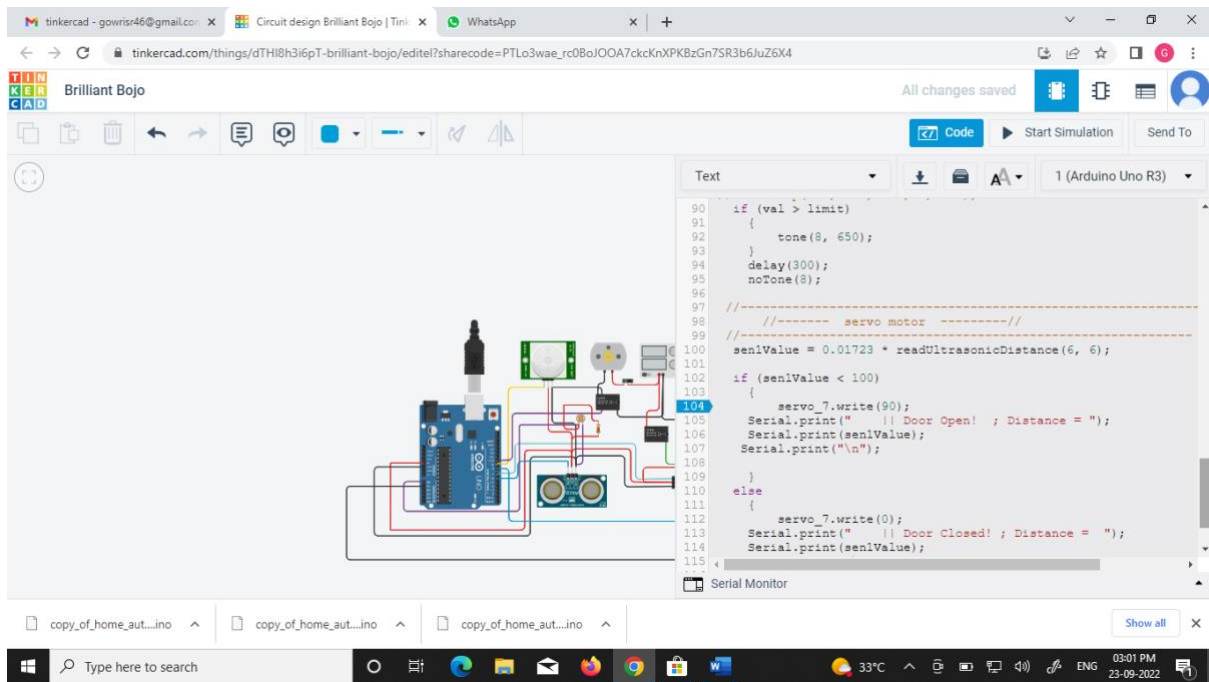 tinkercad - gowrisr46@gmail.con
Circuit design Brilliant Bojo | Tink
WhatsApp
tinkercad.com/things/dTHI8h3i6pT-brilliant-bojo/editel?sharecode=PTLo3wae_rc0BoJOOA7ckcKnXPKBzGn7SR3b6JuZ6X4
G
TIN
KER
CAD
Brilliant Bojo
All changes saved
Code
Start Simulation
Send To
Text
1 (Arduino Uno R3)
90 if (val > limit)
91 {
92 tone(8, 650);
93 }
94 delay(300);
95 noTone(8);
96
97 //--------------------------------------------------------------
98 //------- servo motor ---------//
99 //--------------------------------------------------------------
100 sen1Value = 0.01723 * readUltrasonicDistance(6, 6);
101
102 if (sen1Value < 100)
103 {
104 servo_7.write(90);
105 Serial.print("     || Door Open!  ; Distance = ");
106 Serial.print(sen1Value);
107 Serial.print("\n");
108
109 }
110 else
111 {
112 servo_7.write(0);
113 Serial.print("     || Door Closed! ; Distance =  ");
114 Serial.print(sen1Value);
115
UNO
Serial Monitor
copy_of_home_aut....ino
copy_of_home_aut....ino
copy_of_home_aut....ino
Show all
Type here to search
33°C
ENG
03:01 PM
23-09-2022